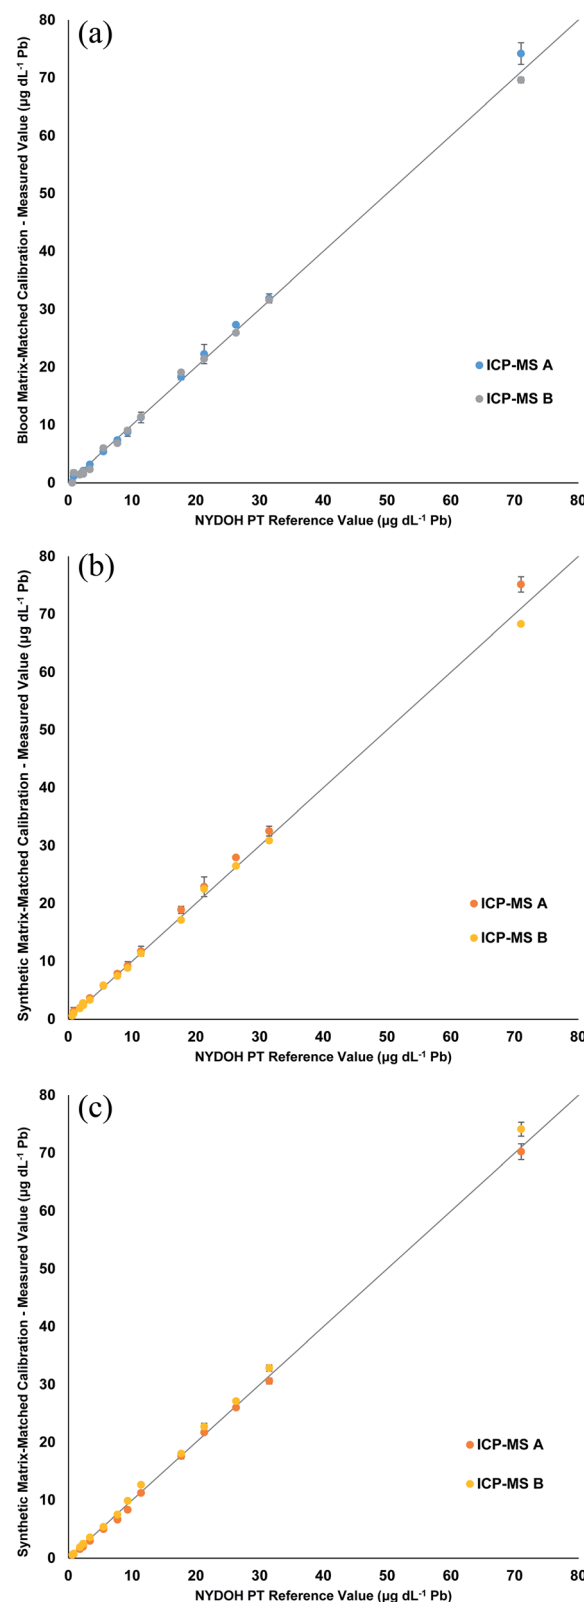 (a)
Blood Matrix-Matched Calibration - Measured Value (µg dL⁻¹ Pb)
80
70
60
50
40
30
20
10
0
ICP-MS A
ICP-MS B
0 10 20 30 40 50 60 70 80
NYDOH PT Reference Value (µg dL⁻¹ Pb)
(b)
Synthetic Matrix-Matched Calibration - Measured Value (µg dL⁻¹ Pb)
80
70
60
50
40
30
20
10
0
ICP-MS A
ICP-MS B
0 10 20 30 40 50 60 70 80
NYDOH PT Reference Value (µg dL⁻¹ Pb)
(c)
Synthetic Matrix-Matched Calibration - Measured Value (µg dL⁻¹ Pb)
80
70
60
50
40
30
20
10
0
ICP-MS A
ICP-MS B
0 10 20 30 40 50 60 70 80
NYDOH PT Reference Value (µg dL⁻¹ Pb)